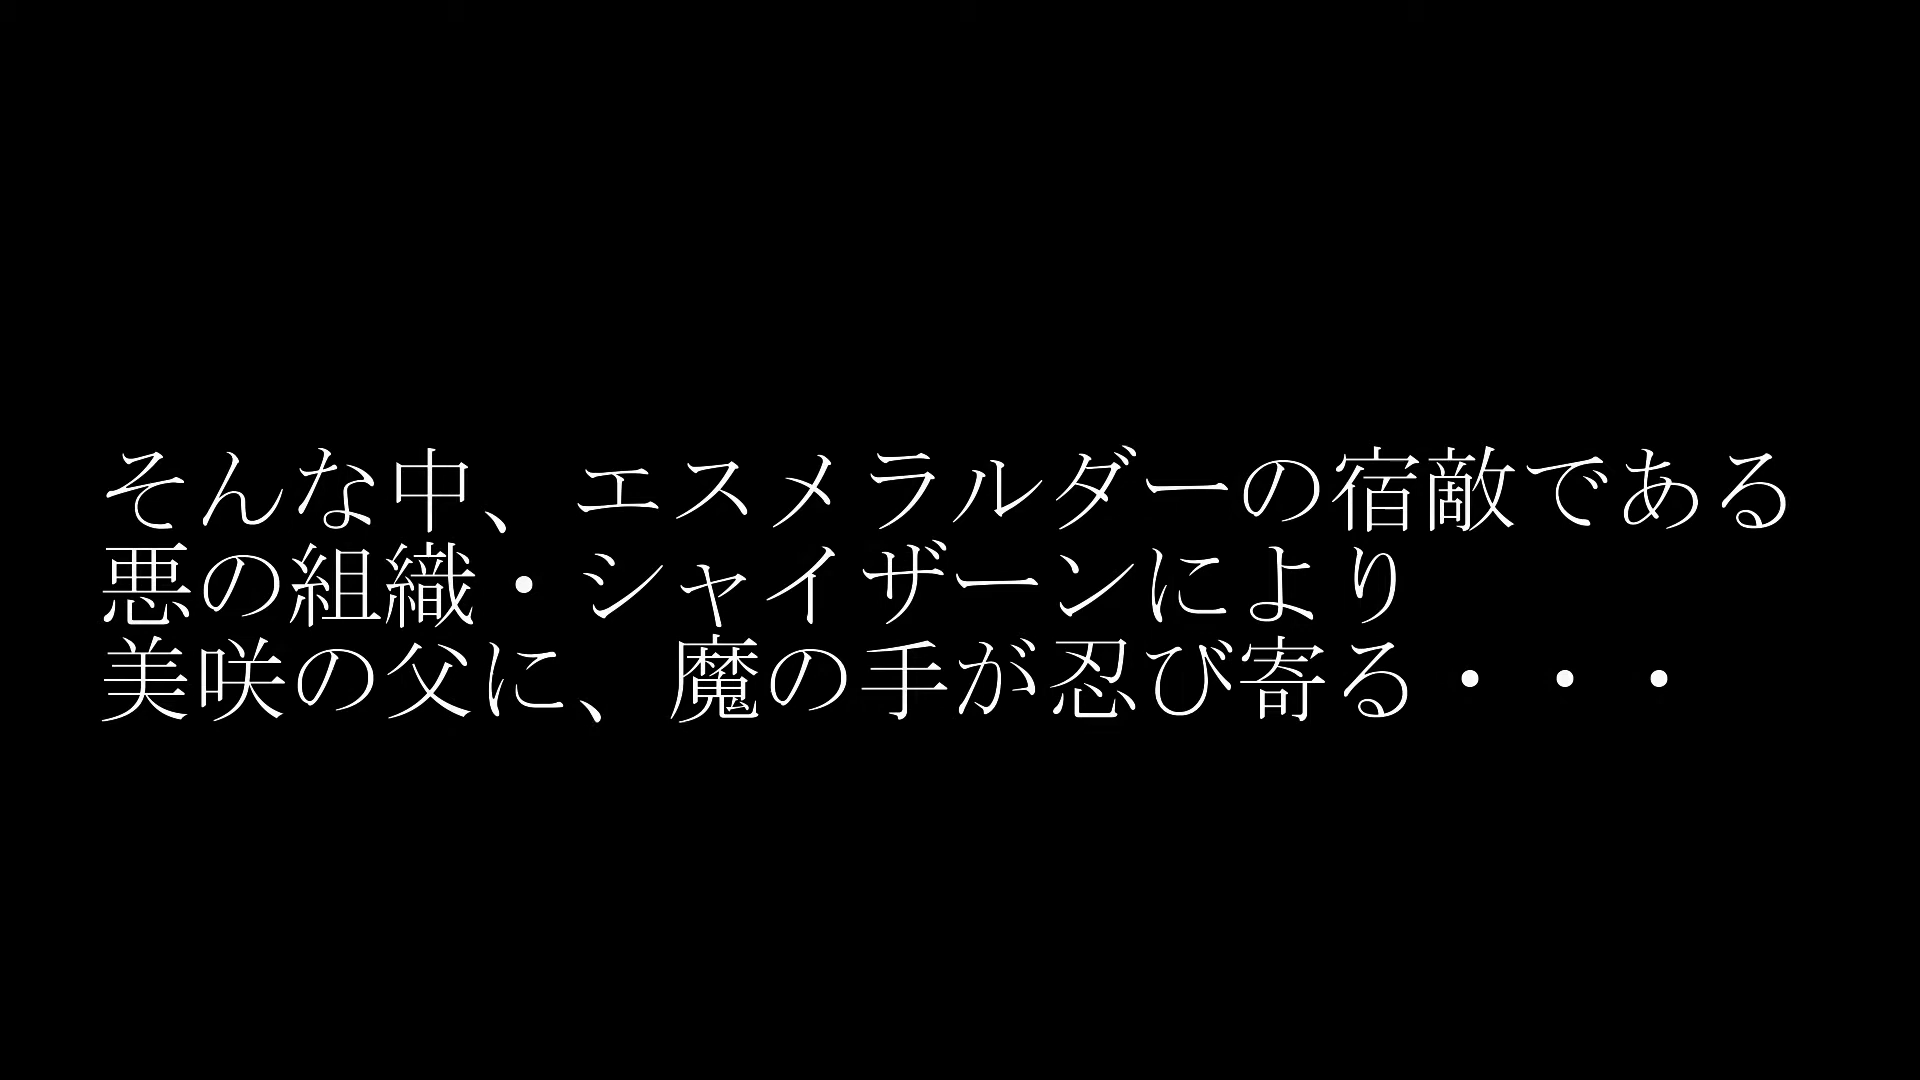 そんな中、エスメラルダーの宿敵である
悪の組織・シャイザーンにより
美咲の父に、魔の手が忍び寄る・・・